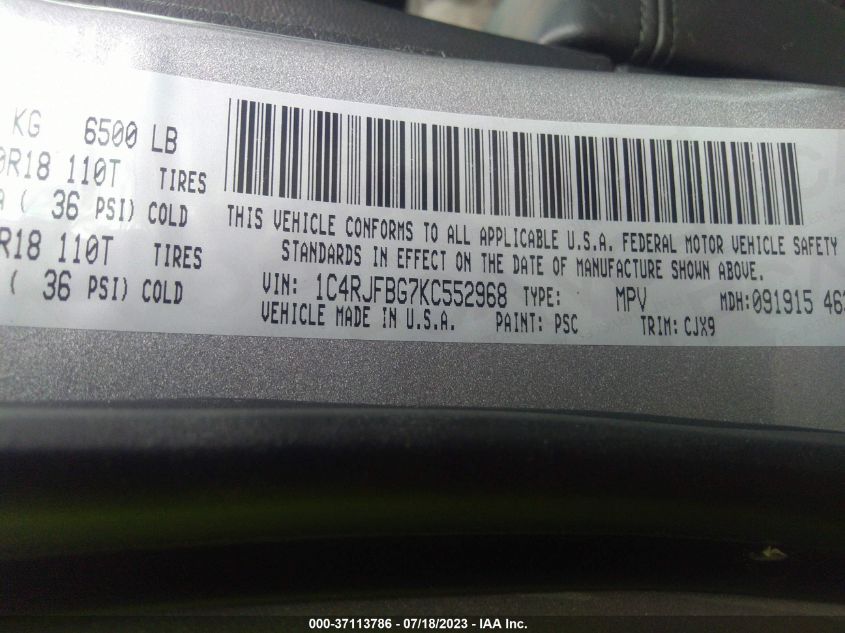 KG 6500 LB
0R18 110T TIRES
A ( 36 PSI) COLD
R18 110T TIRES
( 36 PSI) COLD
THIS VEHICLE CONFORMS TO ALL APPLICABLE U.S.A. FEDERAL MOTOR VEHICLE SAFETY
STANDARDS IN EFFECT ON THE DATE OF MANUFACTURE SHOWN ABOVE.
VIN: 1C4RJFBG7KC552968 TYPE: MPV MDH:091915 463
VEHICLE MADE IN U.S.A. PAINT: PSC TRIM: CJX9
000-37113786 - 07/18/2023 - IAA Inc.